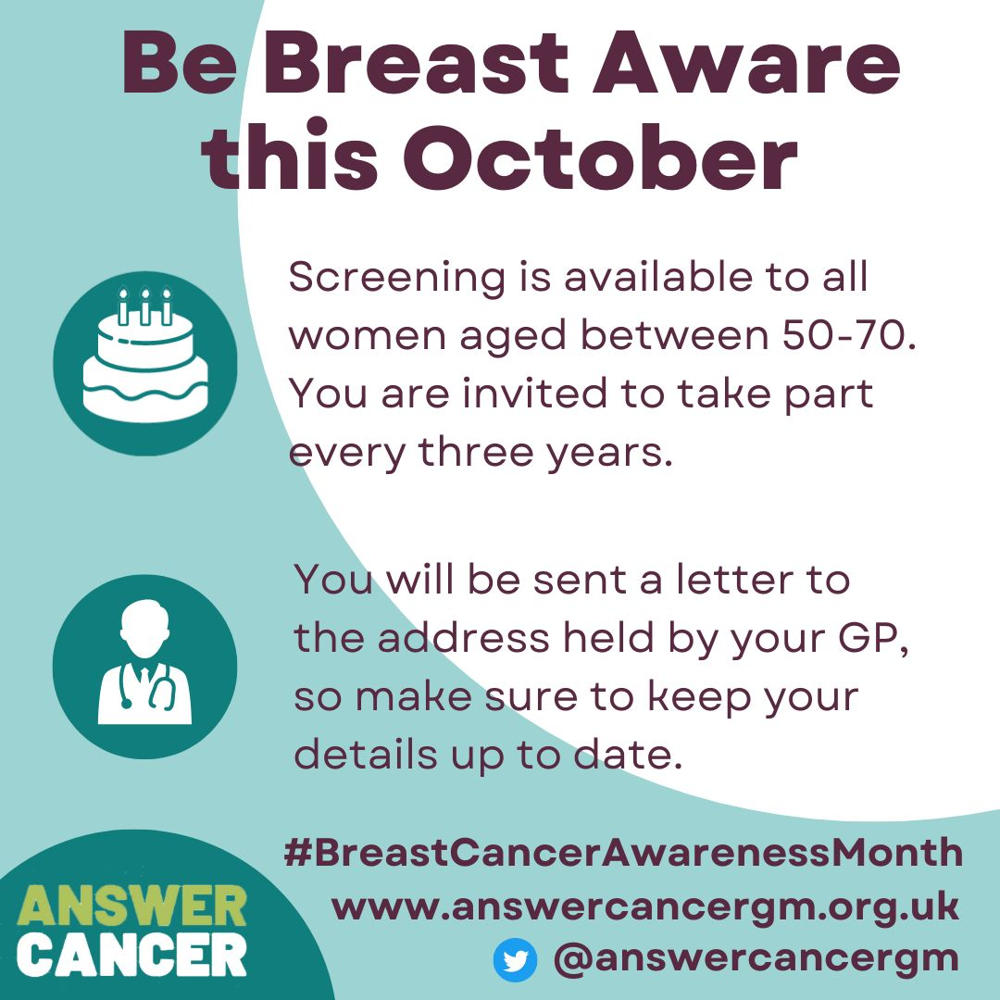 Be Breast Aware
this October
Screening is available to all
women aged between 50-70.
You are invited to take part
every three years.
You will be sent a letter to
the address held by your GP,
so make sure to keep your
details up to date.
#BreastCancerAwarenessMonth
www.answercancergm.org.uk
@answercancergm
ANSWER
CANCER